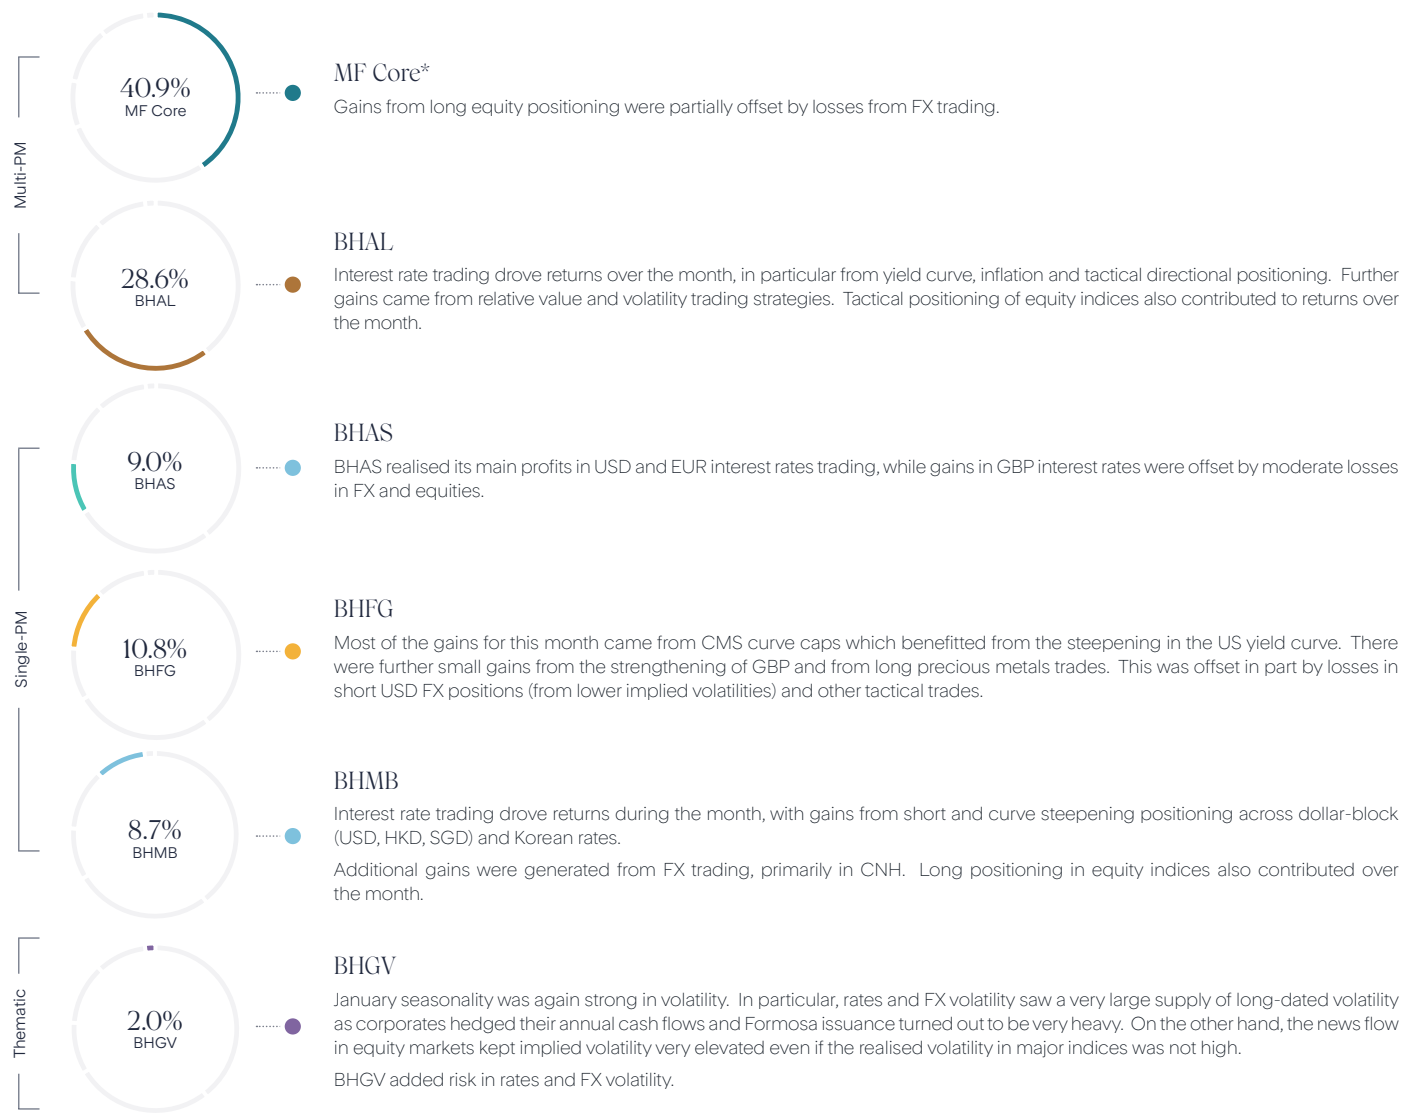 Multi-PM
40.9%
MF Core
MF Core*
Gains from long equity positioning were partially offset by losses from FX trading.
28.6%
BHAL
BHAL
Interest rate trading drove returns over the month, in particular from yield curve, inflation and tactical directional positioning. Further
gains came from relative value and volatility trading strategies. Tactical positioning of equity indices also contributed to returns over
the month.
Single-PM
9.0%
BHAS
BHAS
BHAS realised its main profits in USD and EUR interest rates trading, while gains in GBP interest rates were offset by moderate losses
in FX and equities.
10.8%
BHFG
BHFG
Most of the gains for this month came from CMS curve caps which benefitted from the steepening in the US yield curve. There
were further small gains from the strengthening of GBP and from long precious metals trades. This was offset in part by losses in
short USD FX positions (from lower implied volatilities) and other tactical trades.
8.7%
BHMB
BHMB
Interest rate trading drove returns during the month, with gains from short and curve steepening positioning across dollar-block
(USD, HKD, SGD) and Korean rates.
Additional gains were generated from FX trading, primarily in CNH. Long positioning in equity indices also contributed over
the month.
Thematic
2.0%
BHGV
BHGV
January seasonality was again strong in volatility. In particular, rates and FX volatility saw a very large supply of long-dated volatility
as corporates hedged their annual cash flows and Formosa issuance turned out to be very heavy. On the other hand, the news flow
in equity markets kept implied volatility very elevated even if the realised volatility in major indices was not high.
BHGV added risk in rates and FX volatility.